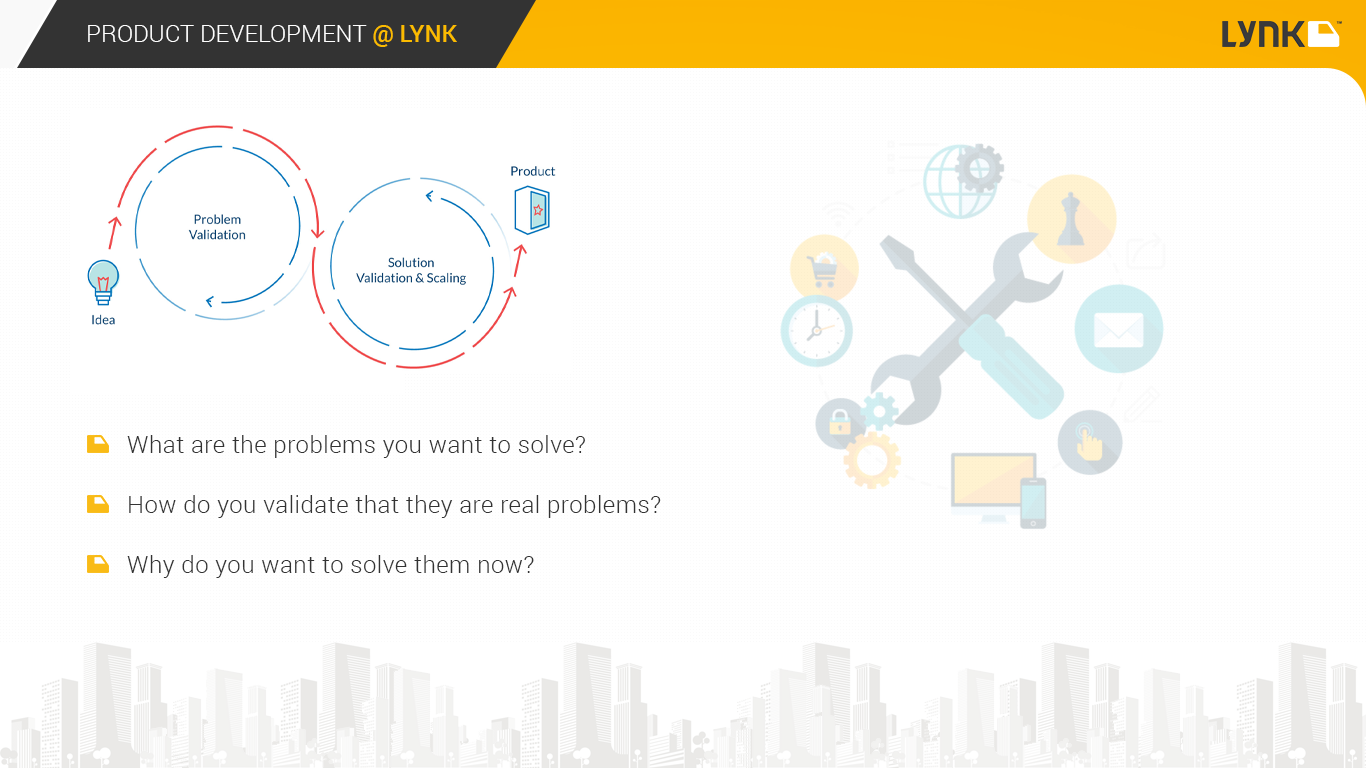 PRODUCT DEVELOPMENT @ LYNK
LYNK™
Product
Problem
Validation
Solution
Validation & Scaling
Idea
What are the problems you want to solve?
How do you validate that they are real problems?
Why do you want to solve them now?